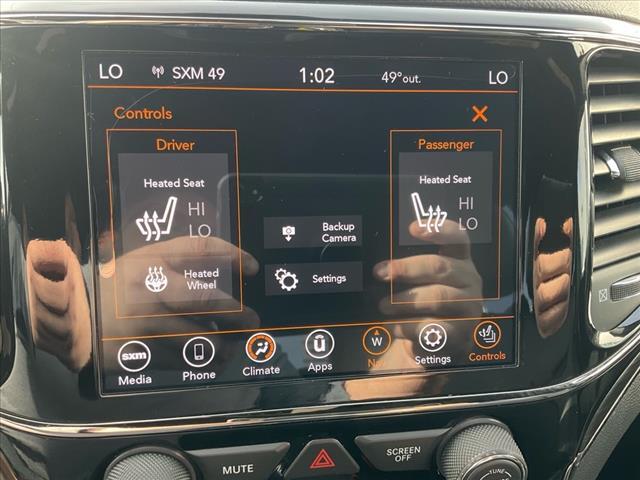 LO SXM 49 1:02 49°out. LO
Controls
Driver
Passenger
Heated Seat
HI
LO
Heated Seat
HI
LO
Backup
Camera
Heated
Wheel
Settings
sxm
Media
Phone
Climate
U
Apps
W
Settings
Controls
MUTE
SCREEN
OFF
TUNE